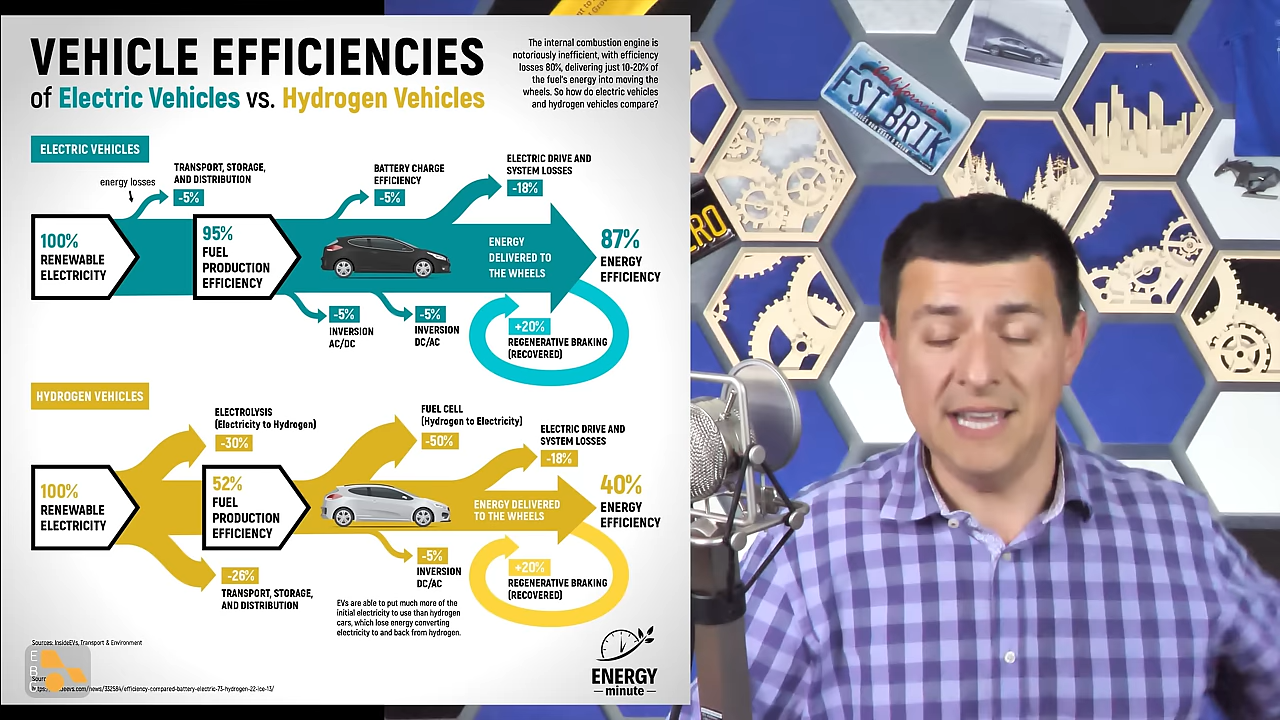 VEHICLE EFFICIENCIES
of Electric Vehicles vs. Hydrogen Vehicles
The internal combustion engine is
notoriously inefficient, with efficiency
losses 80%, delivering just 10-20% of
the fuel's energy into moving the
wheels. So how do electric vehicles
and hydrogen vehicles compare?
ELECTRIC VEHICLES
energy losses
TRANSPORT, STORAGE,
AND DISTRIBUTION
-5%
BATTERY CHARGE
EFFICIENCY
-5%
ELECTRIC DRIVE AND
SYSTEM LOSSES
-18%
100%
RENEWABLE
ELECTRICITY
95%
FUEL
PRODUCTION
EFFICIENCY
ENERGY
DELIVERED TO
THE WHEELS
87%
ENERGY
EFFICIENCY
-5%
INVERSION
AC/DC
-5%
INVERSION
DC/AC
+20%
REGENERATIVE BRAKING
(RECOVERED)
HYDROGEN VEHICLES
ELECTROLYSIS
(Electricity to Hydrogen)
-30%
FUEL CELL
(Hydrogen to Electricity)
-50%
ELECTRIC DRIVE AND
SYSTEM LOSSES
-18%
100%
RENEWABLE
ELECTRICITY
52%
FUEL
PRODUCTION
EFFICIENCY
ENERGY DELIVERED
TO THE WHEELS
40%
ENERGY
EFFICIENCY
-26%
TRANSPORT, STORAGE,
AND DISTRIBUTION
-5%
INVERSION
DC/AC
+20%
REGENERATIVE BRAKING
(RECOVERED)
EVs are able to put much more of the
initial electricity to use than hydrogen
cars, which lose energy converting
electricity to and back from hydrogen.
Sources: InsideEVs, Transport & Environment
ENERGY
minute
California
FST BRIK